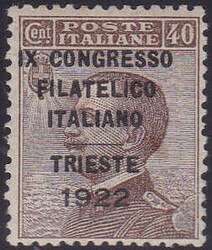 POSTE
Cent ITALIANE 40
IX CONGRESSO
FILATELICO
ITALIANO
TRIESTE
1922